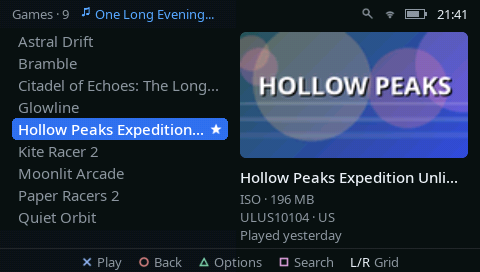 Games · 9
One Long Evening...
21:41
Astral Drift
Bramble
Citadel of Echoes: The Long...
Glowline
Hollow Peaks Expedition...
Kite Racer 2
Moonlit Arcade
Paper Racers 2
Quiet Orbit
HOLLOW PEAKS
Hollow Peaks Expedition Unli...
ISO · 196 MB
ULUS10104 · US
Played yesterday
Play Back Options Search L/R Grid